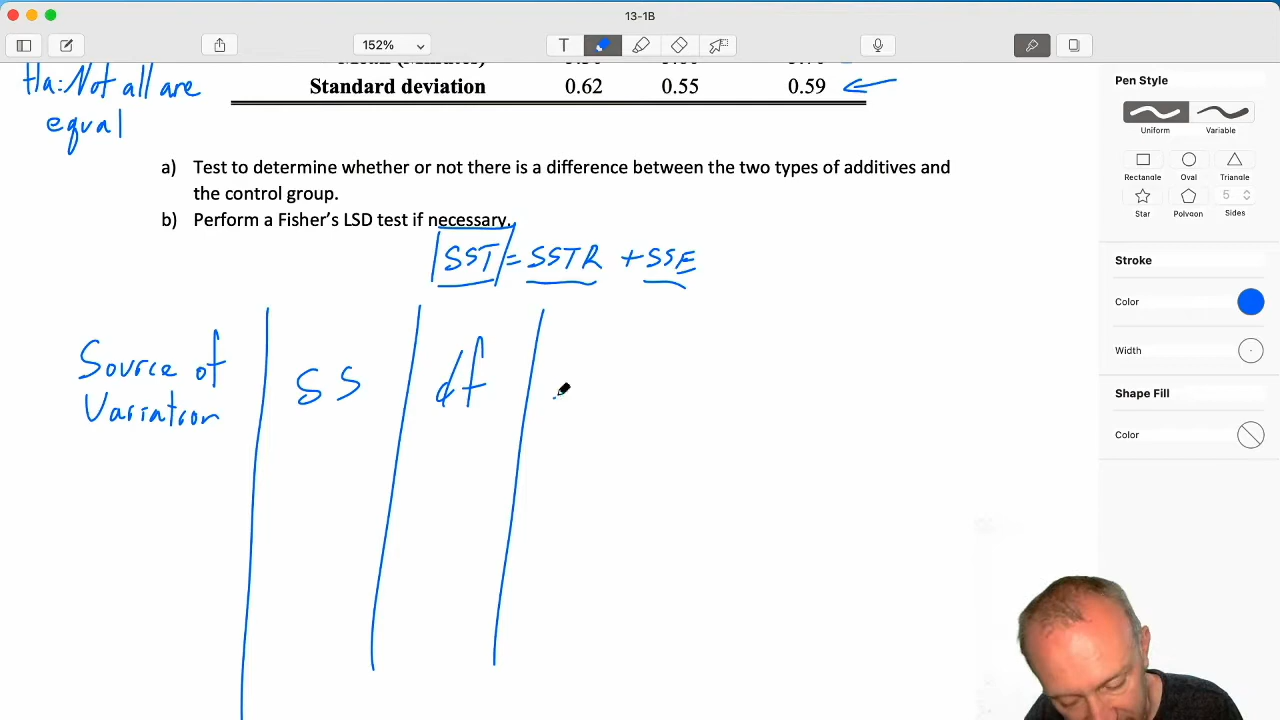 13-1B
152%
T
Ha: Not all are
equal
Standard deviation 0.62 0.55 0.59
a) Test to determine whether or not there is a difference between the two types of additives and
the control group.
b) Perform a Fisher's LSD test if necessary.
SST = SSTR + SSE
Source of
Variation
SS
df
Pen Style
Uniform
Variable
Rectangle
Oval
Triangle
5
Star
Polygon
Sides
Stroke
Color
Width
Shape Fill
Color